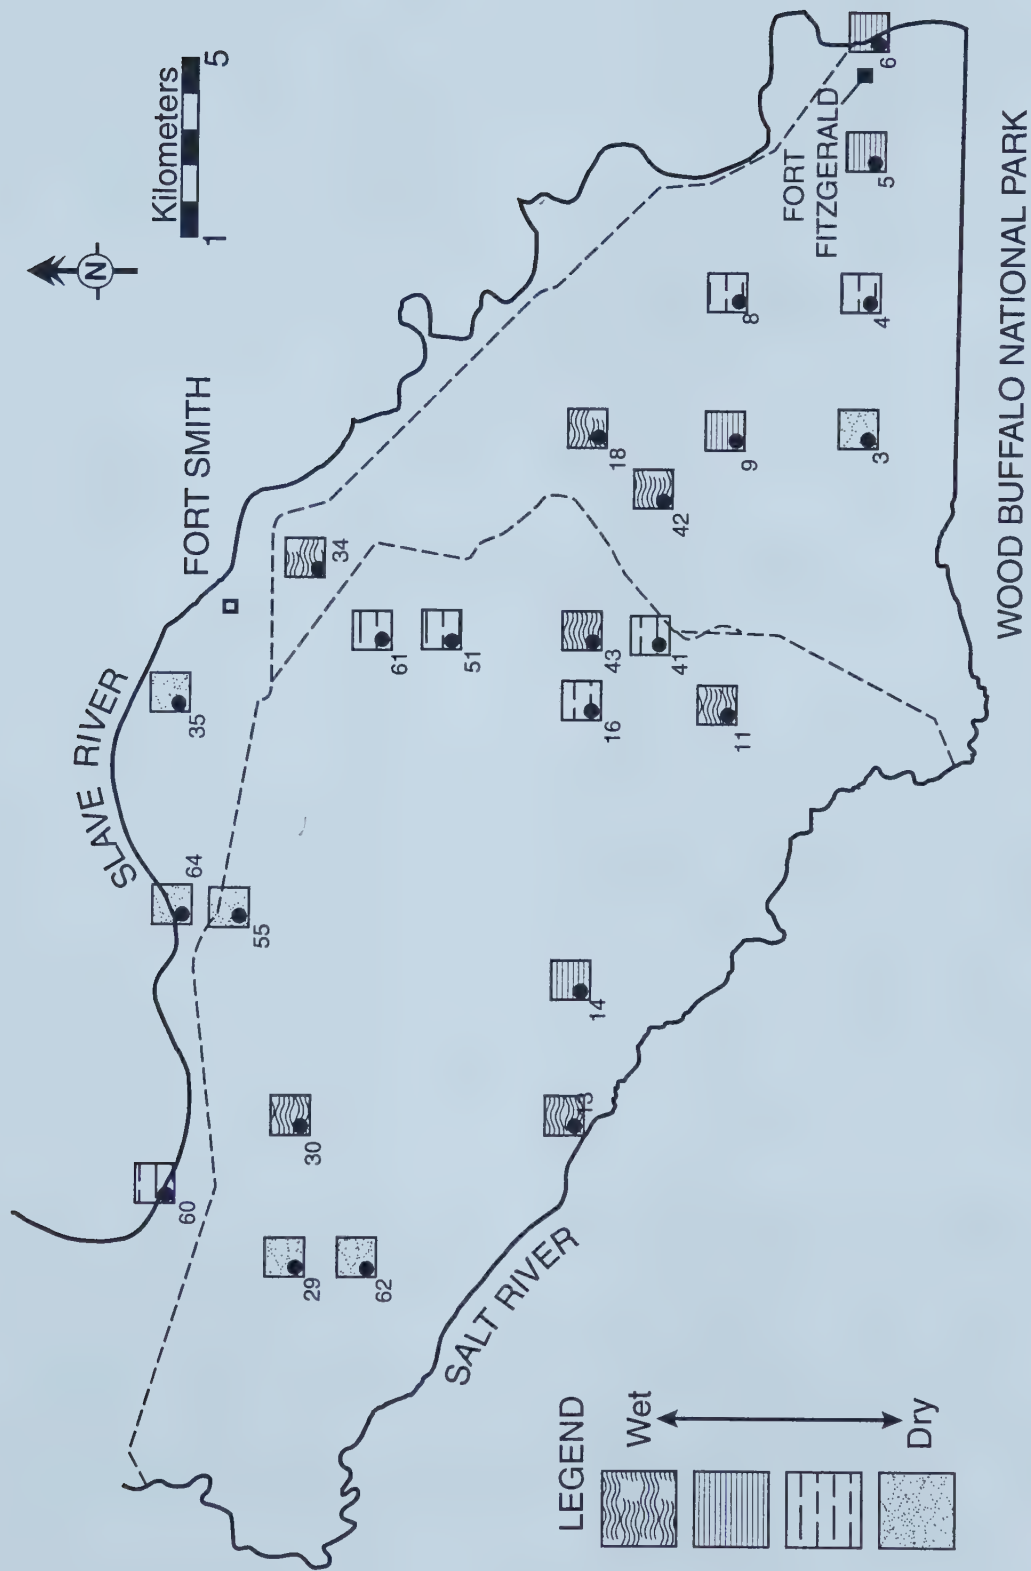 Kilometers
1 5
N
SLAVE RIVER
FORT SMITH
60
64
35
55
30
29
62
34
61
51
13
14
16
43
18
41
42
11
9
8
3
4
5
6
FORT
FITZGERALD
SALT RIVER
LEGEND
Wet
Dry
WOOD BUFFALO NATIONAL PARK